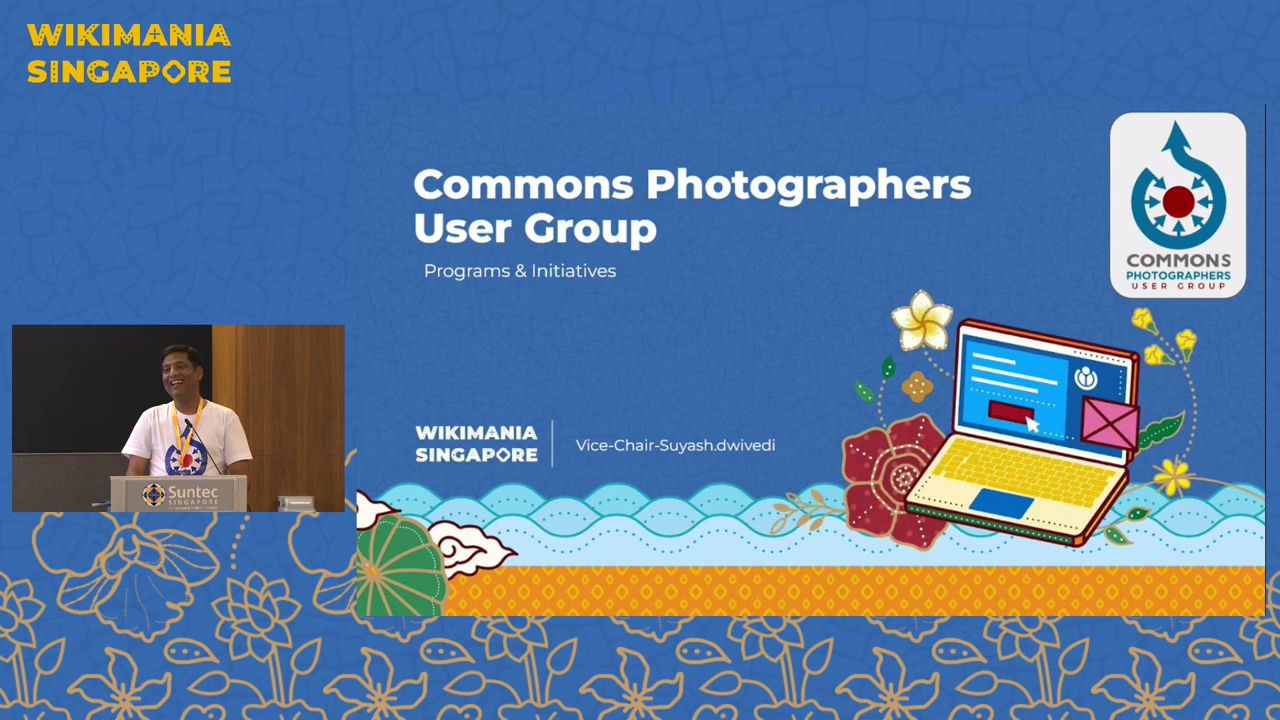 WIKIMANIA
SINGAPORE
Commons Photographers
User Group
Programs & Initiatives
COMMONS
PHOTOGRAPHERS
USER GROUP
WIKIMANIA
SINGAPORE
Vice-Chair-Suyash.dwivedi
Suntec
SINGAPORE